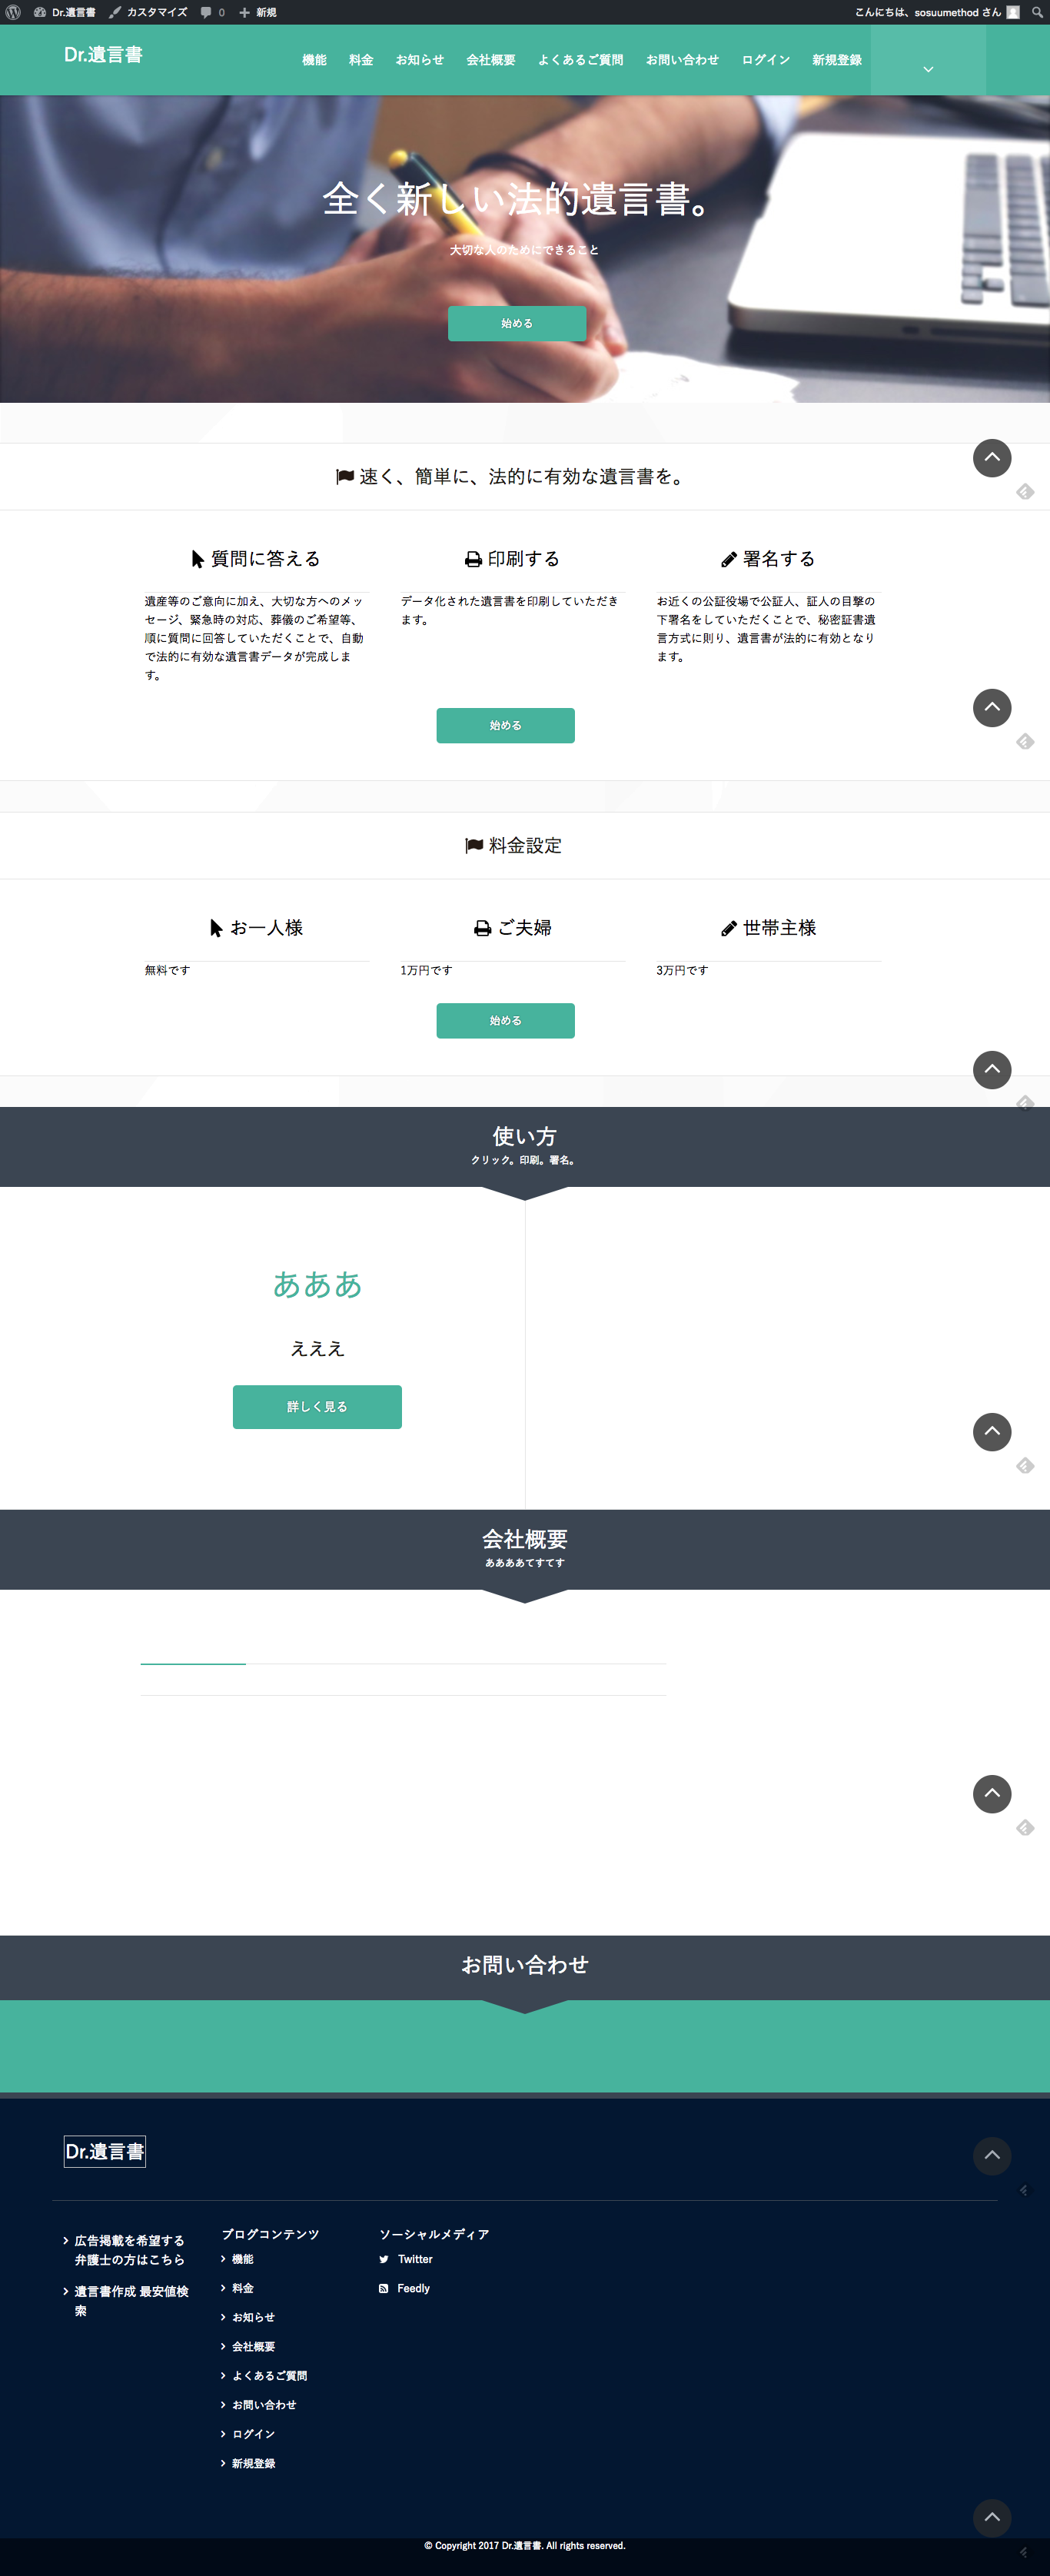 Dr.遺言書 カスタマイズ 0 新規 こんにちは、sosuumethod さん
Dr.遺言書 機能 料金 お知らせ 会社概要 よくあるご質問 お問い合わせ ログイン 新規登録
全く新しい法的遺言書。
大切な人のためにできること
始める
速く、簡単に、法的に有効な遺言書を。
質問に答える
遺産等のご意向に加え、大切な方へのメッ
セージ、緊急時の対応、葬儀のご希望等、
順に質問に回答していただくことで、自動
で法的に有効な遺言書データが完成しま
す。
印刷する
データ化された遺言書を印刷していただき
ます。
署名する
お近くの公証役場で公証人、証人の目撃の
下署名をしていただくことで、秘密証書遺
言方式に則り、遺言書が法的に有効となり
ます。
始める
料金設定
お一人様
無料です
ご夫婦
1万円です
世帯主様
3万円です
始める
使い方
クリック。印刷。署名。
あああ
えええ
詳しく見る
会社概要
ああああてすてす
お問い合わせ
Dr.遺言書
広告掲載を希望する
弁護士の方はこちら
遺言書作成 最安値検
索
ブログコンテンツ
機能
料金
お知らせ
会社概要
よくあるご質問
お問い合わせ
ログイン
新規登録
ソーシャルメディア
Twitter
Feedly
© Copyright 2017 Dr.遺言書. All rights reserved.